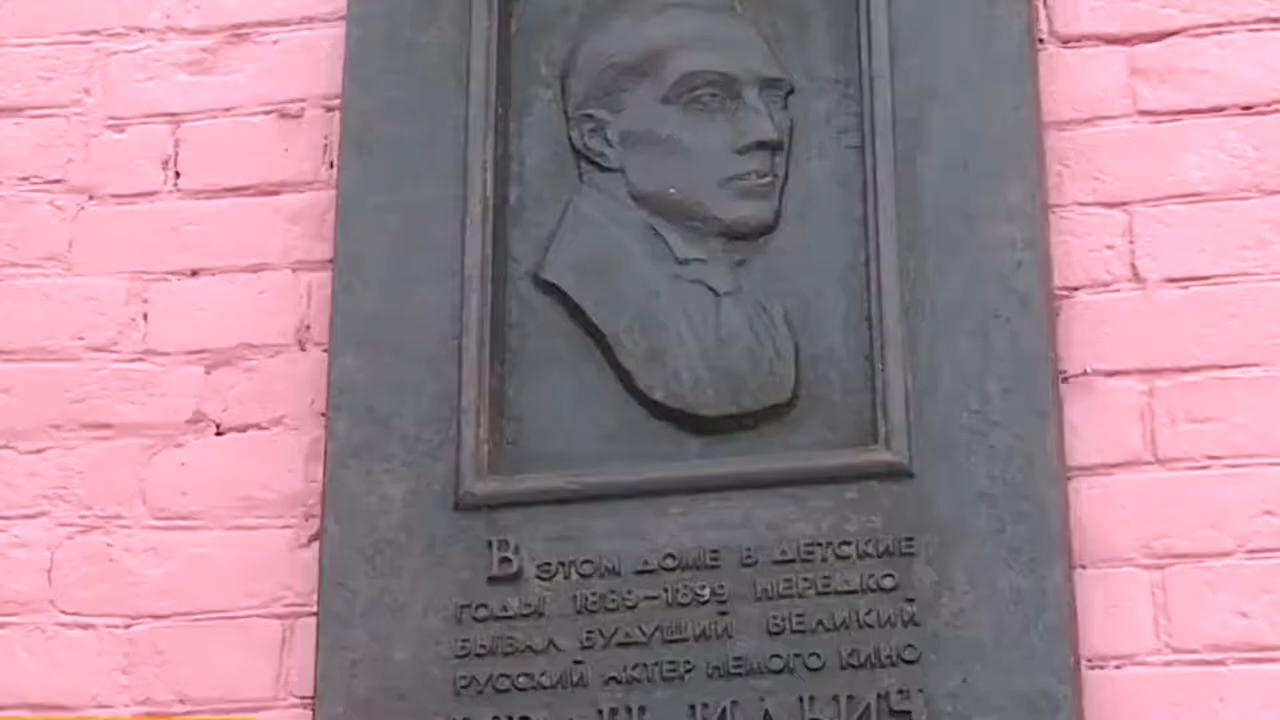 В ЭТОМ ДОМЕ В ДЕТСКИЕ
ГОДЫ 1889-1899 НЕРЕДКО
БЫВАЛ БУДУЩИЙ ВЕЛИКИЙ
РУССКИЙ АКТЕР НЕМОГО КИНО